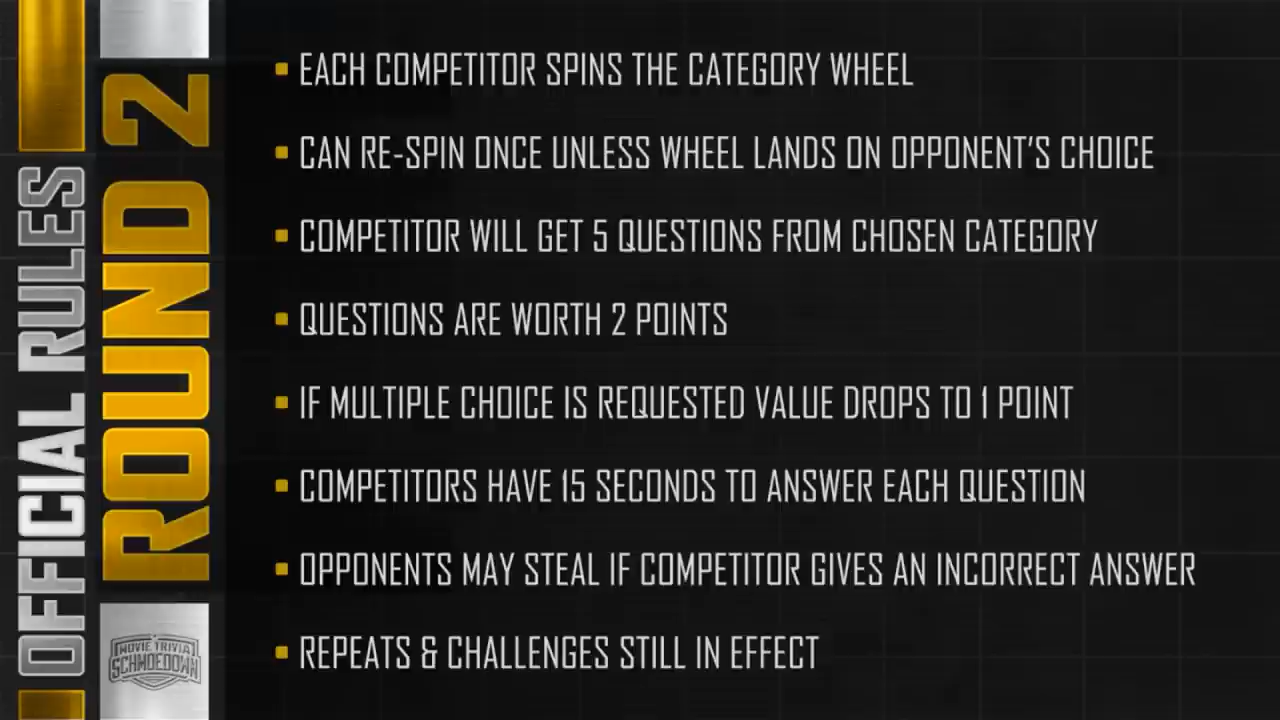 OFFICIAL RULES
ROUND 2
MOVIE TRIVIA
SCHMOEDOWN
EACH COMPETITOR SPINS THE CATEGORY WHEEL
CAN RE-SPIN ONCE UNLESS WHEEL LANDS ON OPPONENT'S CHOICE
COMPETITOR WILL GET 5 QUESTIONS FROM CHOSEN CATEGORY
QUESTIONS ARE WORTH 2 POINTS
IF MULTIPLE CHOICE IS REQUESTED VALUE DROPS TO 1 POINT
COMPETITORS HAVE 15 SECONDS TO ANSWER EACH QUESTION
OPPONENTS MAY STEAL IF COMPETITOR GIVES AN INCORRECT ANSWER
REPEATS & CHALLENGES STILL IN EFFECT